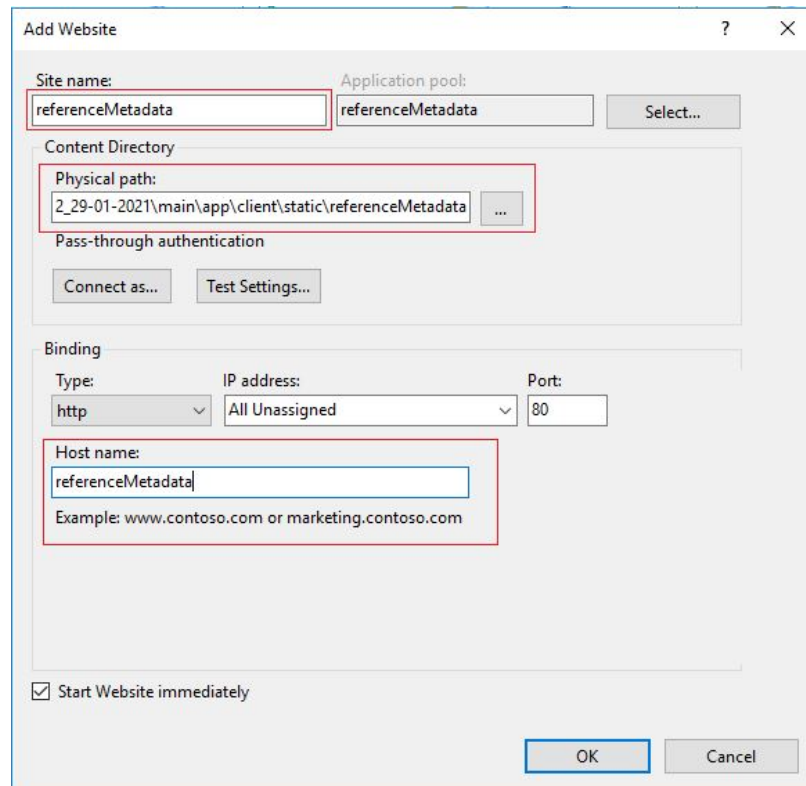 Add Website
?
Site name:
Application pool:
referenceMetadata
referenceMetadata
Select...
Content Directory
Physical path:
2_29-01-2021\main\app\client\static\referenceMetadata
...
Pass-through authentication
Connect as...
Test Settings...
Binding
Type:
IP address:
Port:
http
All Unassigned
80
Host name:
referenceMetadata
Example: www.contoso.com or marketing.contoso.com
Start Website immediately
OK
Cancel